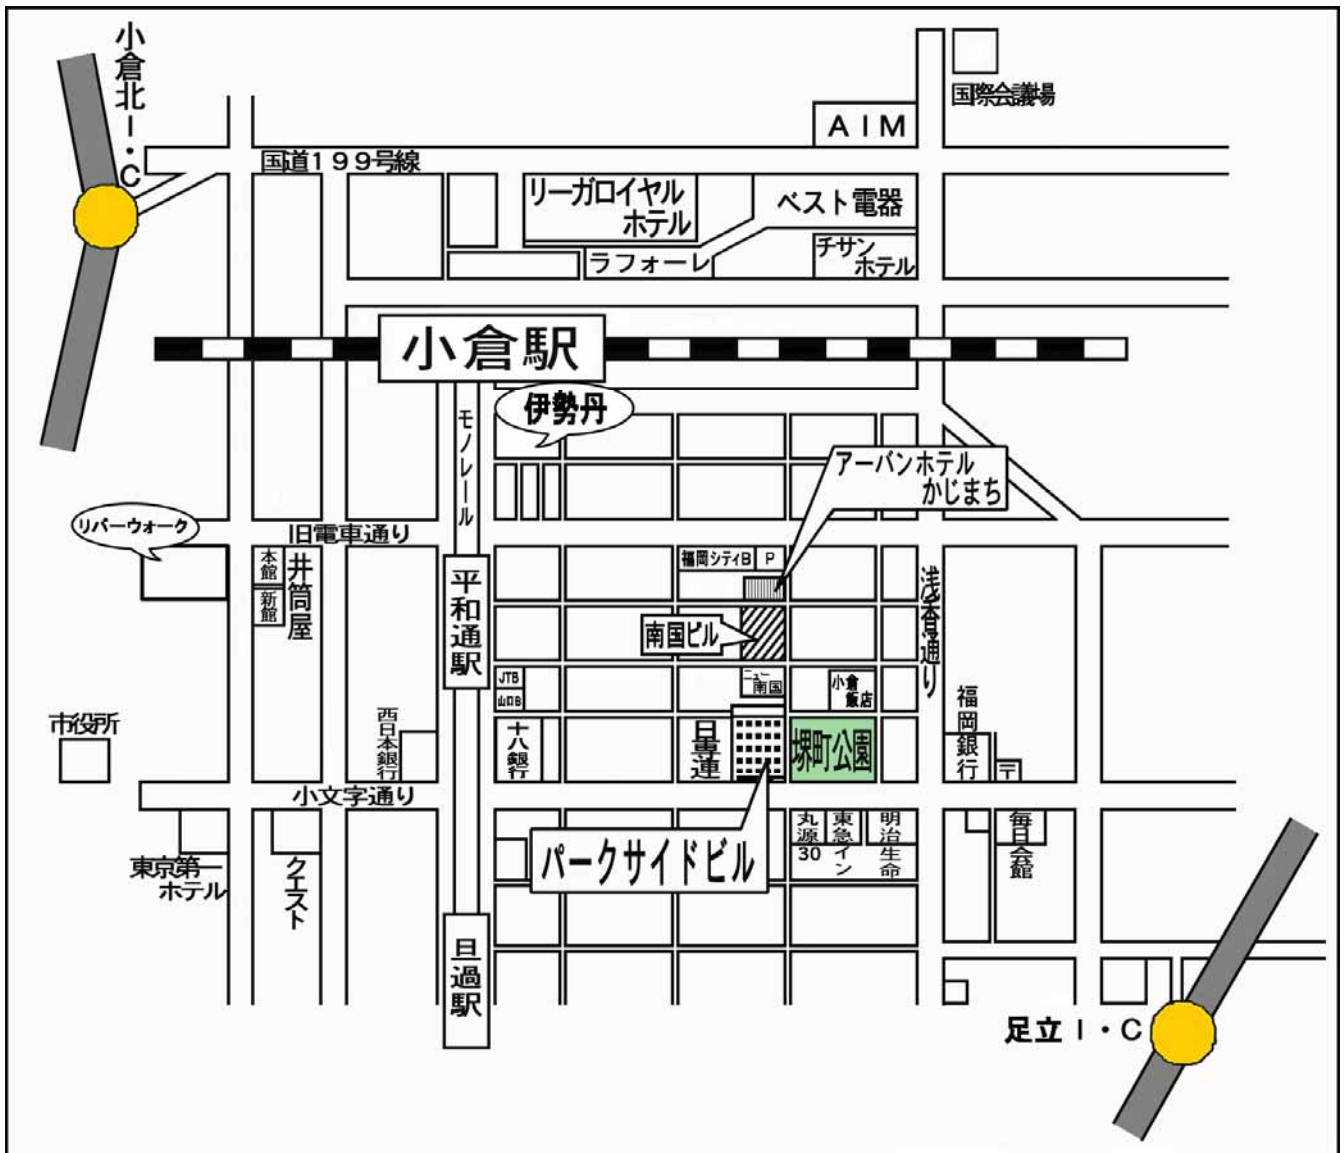 小倉北I・C
国際会議場
AIM
国道199号線
リーガロイヤル
ホテル
ベスト電器
チサン
ホテル
ラフォーレ
小倉駅
伊勢丹
モノレール
アーバンホテル
かじまち
リバーウォーク
旧電車通り
本館
新館
井筒屋
平和通駅
福岡シティB
P
浅香通り
南国ビル
JTB
山口B
ニュー
南国
小倉
飯店
市役所
西日本銀行
十八銀行
日専連
堺町公園
福岡銀行
〒
小文字通り
東京第一
ホテル
クエスト
パークサイドビル
丸源
30
東急イン
明治生命
毎日会館
旦過駅
足立I・C